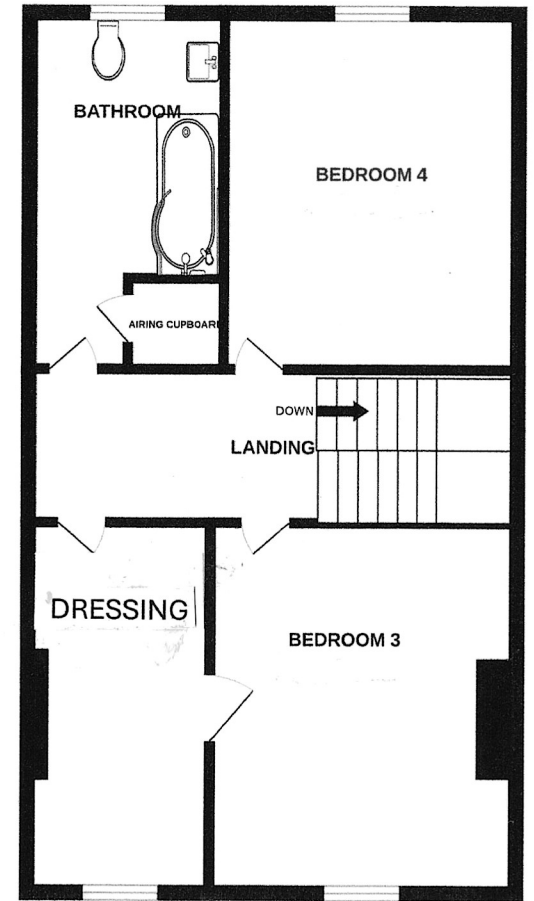 BATHROOM
BEDROOM 4
AIRING CUPBOARD
DOWN
LANDING
DRESSING
BEDROOM 3